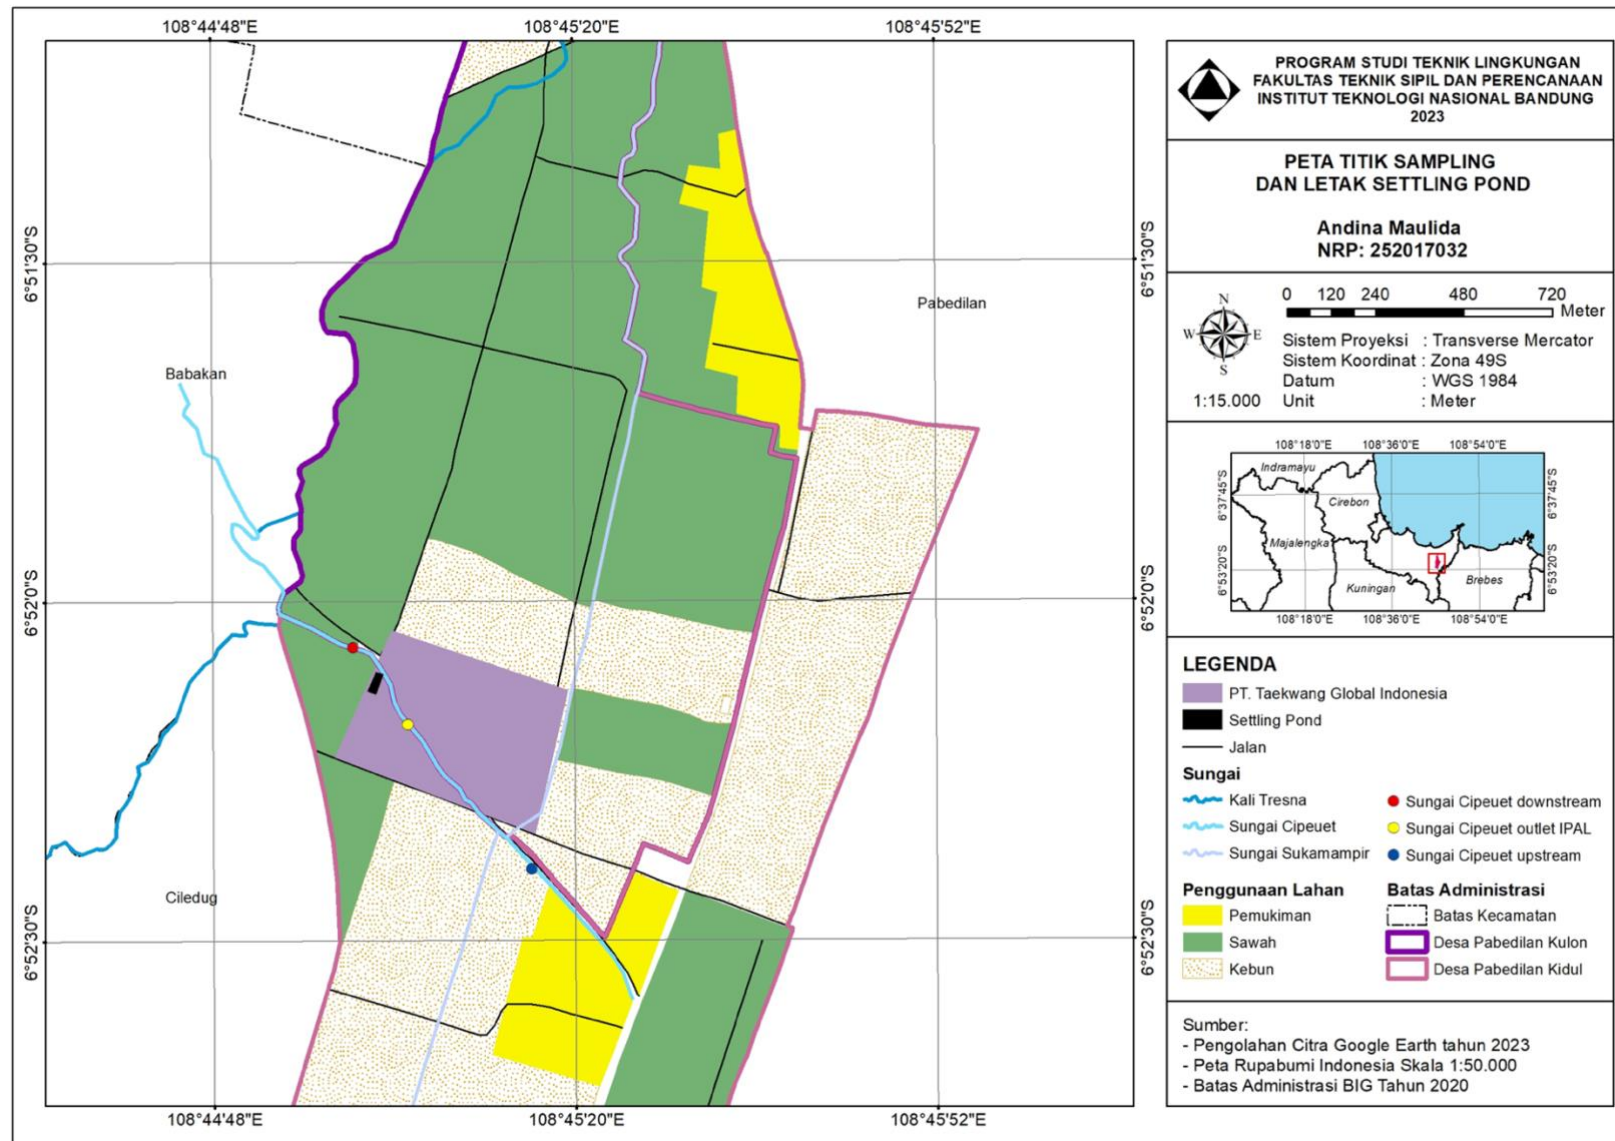 108°44'48"E
108°45'20"E
108°45'52"E
6°51'30"S
6°52'0"S
6°52'30"S
Pabedilan
Babakan
Ciledug
6°51'30"S
6°52'0"S
6°52'30"S
108°44'48"E
108°45'20"E
108°45'52"E
PROGRAM STUDI TEKNIK LINGKUNGAN
FAKULTAS TEKNIK SIPIL DAN PERENCANAAN
INSTITUT TEKNOLOGI NASIONAL BANDUNG
2023
PETA TITIK SAMPLING
DAN LETAK SETTLING POND
Andina Maulida
NRP: 252017032
N
W E
S
1:15.000
0 120 240 480 720
Meter
Sistem Proyeksi : Transverse Mercator
Sistem Koordinat : Zona 49S
Datum : WGS 1984
Unit : Meter
108°18'0"E 108°36'0"E 108°54'0"E
6°37'45"S
6°53'20"S
Indramayu
Cirebon
Majalengka
Kuningan
Brebes
6°37'45"S
6°53'20"S
108°18'0"E 108°36'0"E 108°54'0"E
LEGENDA
PT. Taekwang Global Indonesia
Settling Pond
Jalan
Sungai
Kali Tresna
Sungai Cipeuet
Sungai Sukamampir
Sungai Cipeuet downstream
Sungai Cipeuet outlet IPAL
Sungai Cipeuet upstream
Penggunaan Lahan
Pemukiman
Sawah
Kebun
Batas Administrasi
Batas Kecamatan
Desa Pabedilan Kulon
Desa Pabedilan Kidul
Sumber:
- Pengolahan Citra Google Earth tahun 2023
- Peta Rupabumi Indonesia Skala 1:50.000
- Batas Administrasi BIG Tahun 2020